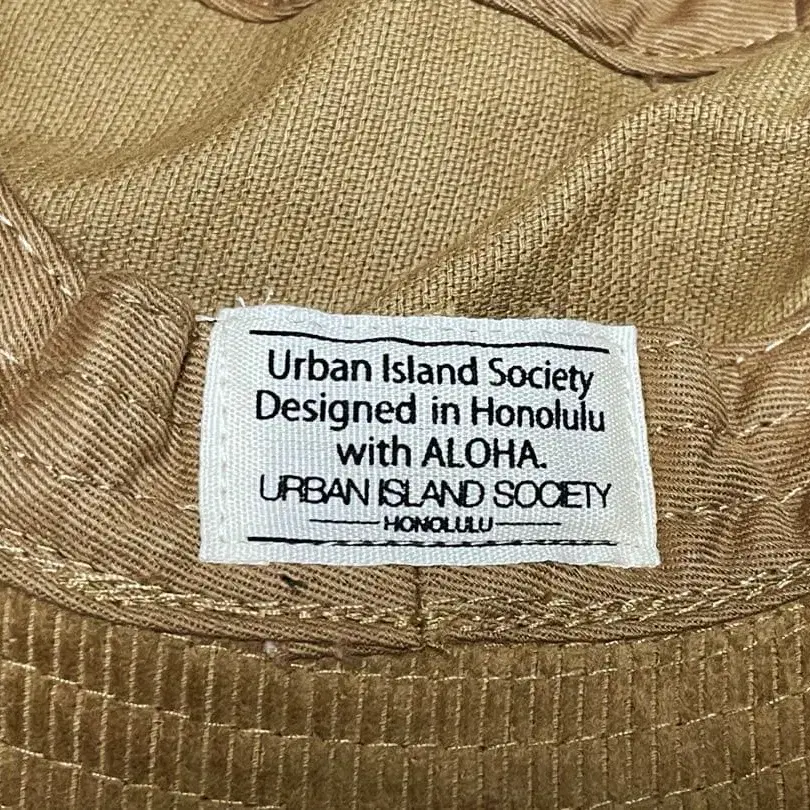 Urban Island Society
Designed in Honolulu
with ALOHA.
URBAN ISLAND SOCIETY
HONOLULU